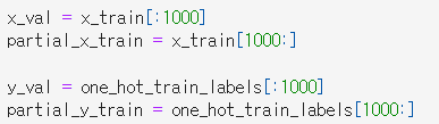 x_val = x_train[:1000]
partial_x_train = x_train[1000:]
y_val = one_hot_train_labels[:1000]
partial_y_train = one_hot_train_labels[1000:]